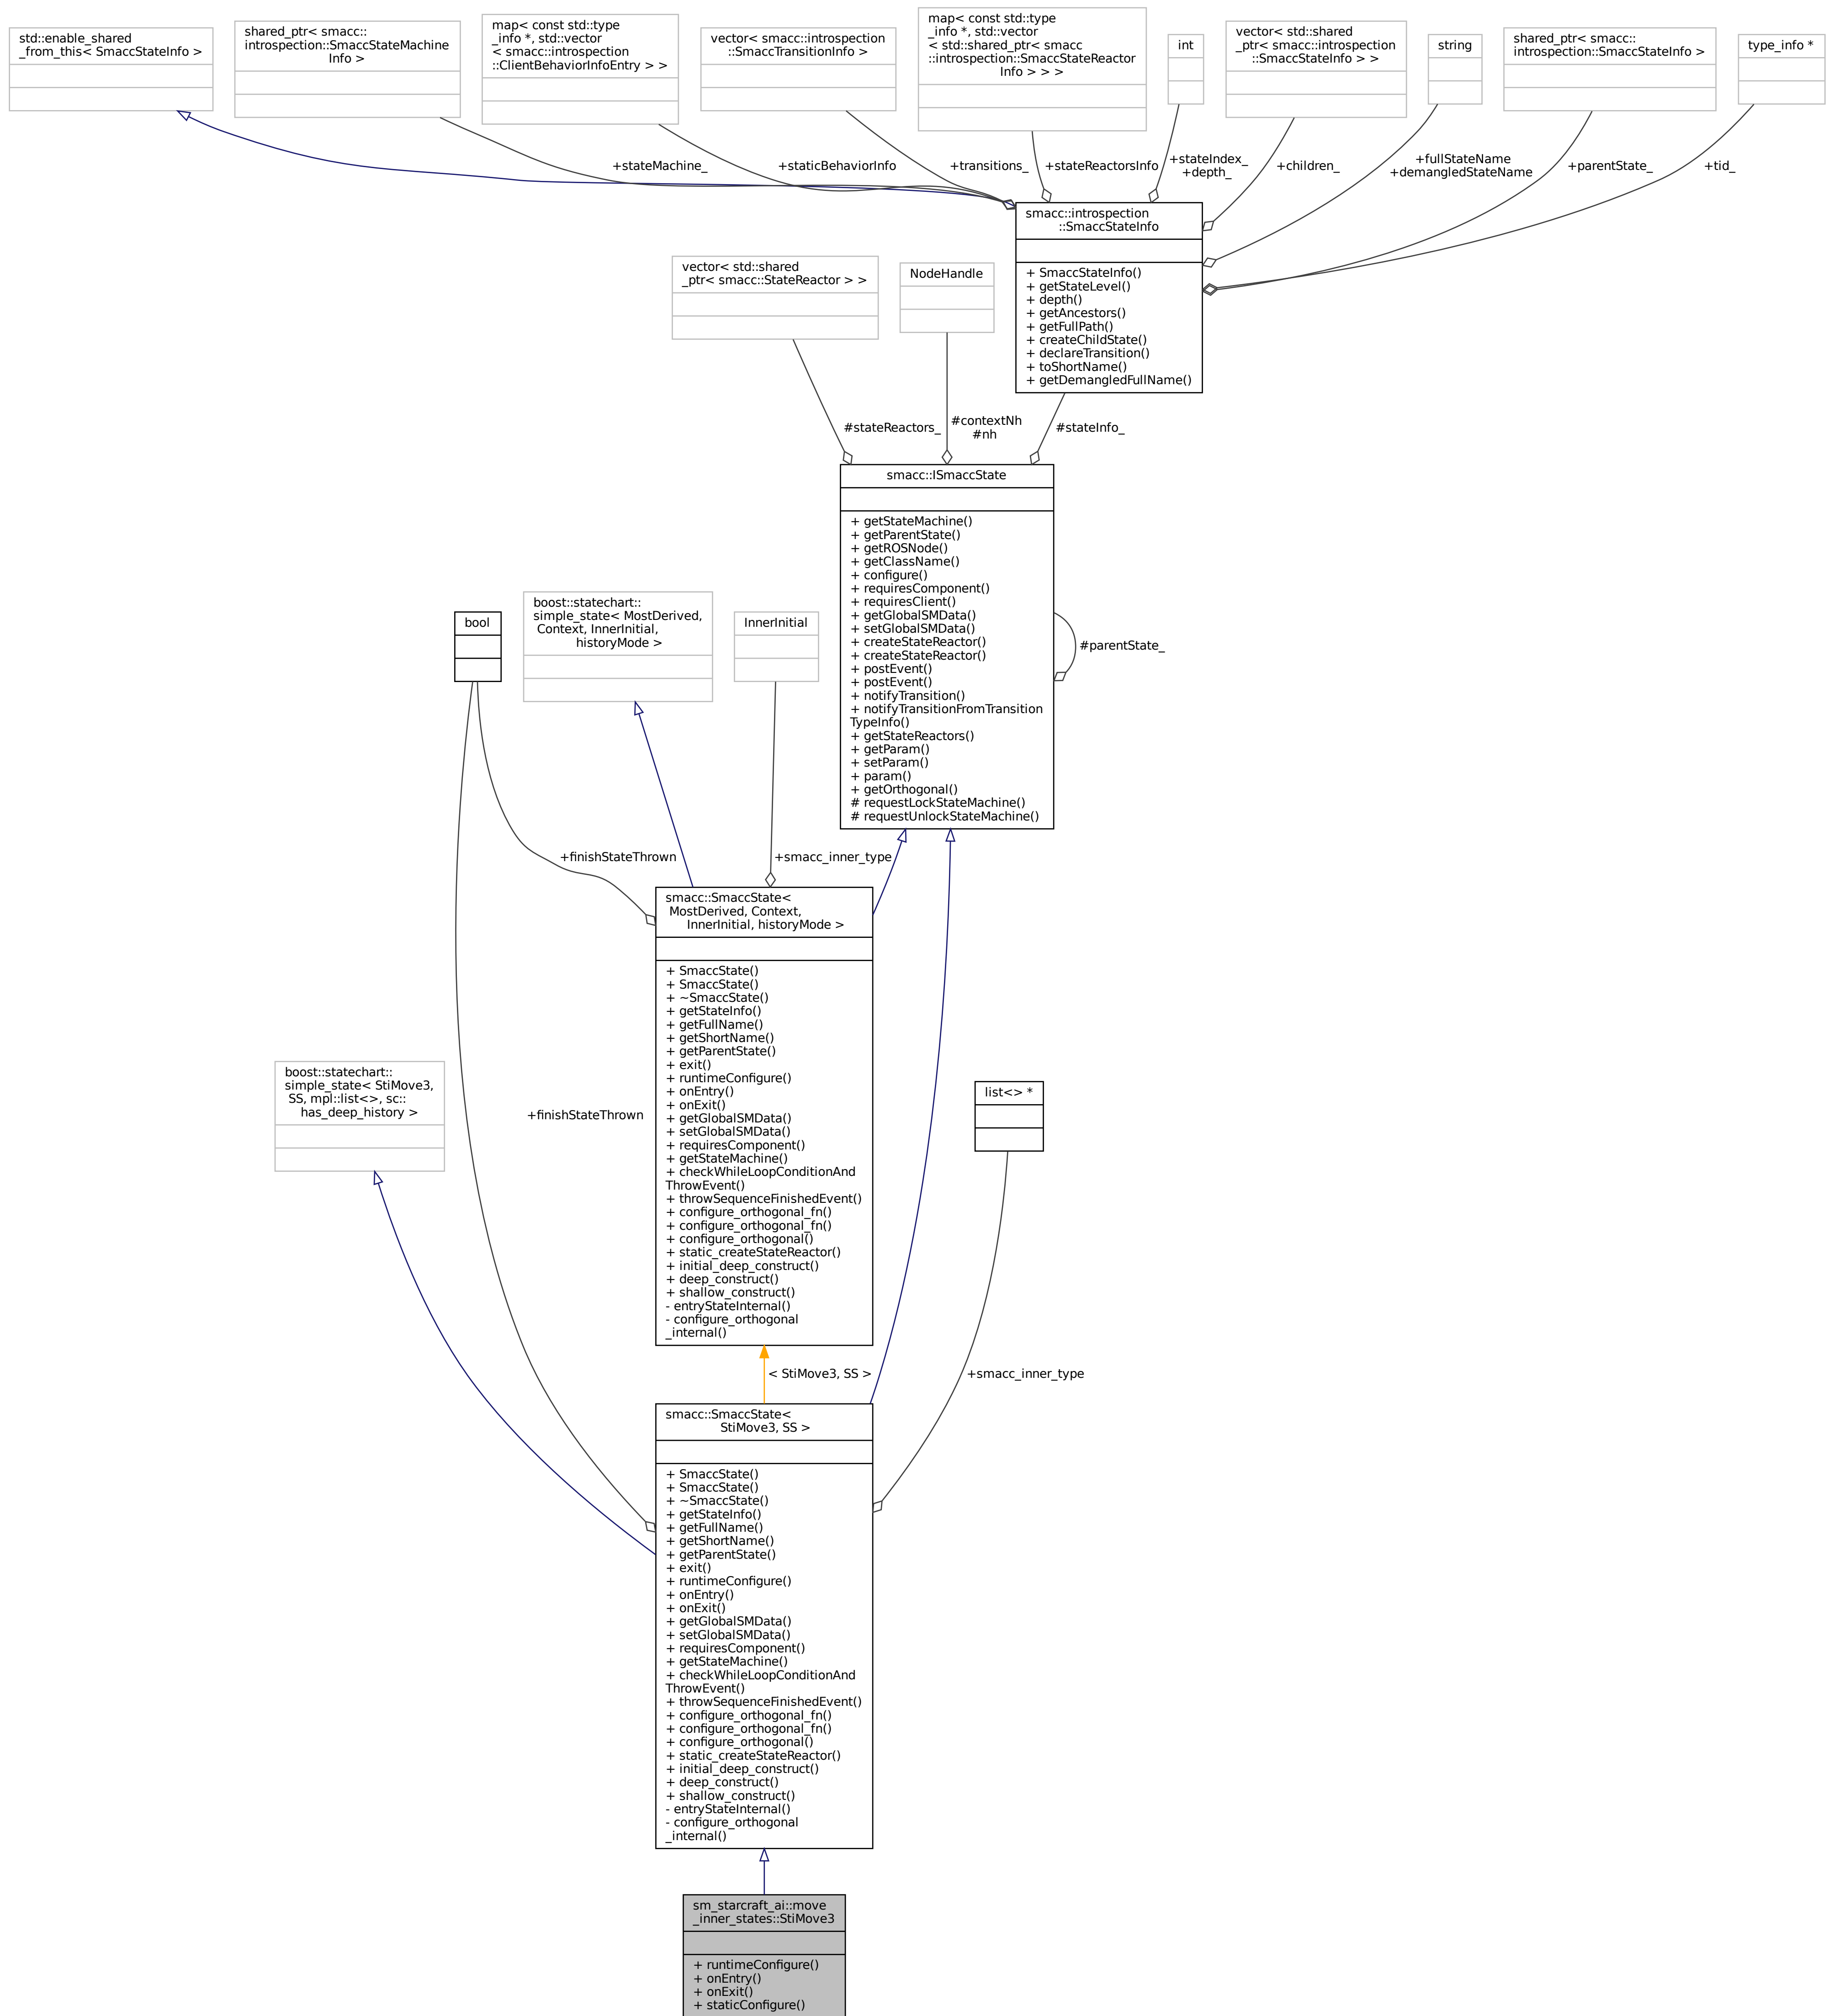 std::enable_shared
_from_this< SmaccStateInfo >
shared_ptr< smacc::
introspection::SmaccStateMachine
Info >
map< const std::type
_info *, std::vector
< smacc::introspection
::ClientBehaviorInfoEntry > >
vector< smacc::introspection
::SmaccTransitionInfo >
map< const std::type
_info *, std::vector
< std::shared_ptr< smacc
::introspection::SmaccStateReactor
Info > > >
int
vector< std::shared
_ptr< smacc::introspection
::SmaccStateInfo > >
string
shared_ptr< smacc::
introspection::SmaccStateInfo >
type_info *
+stateMachine_
+staticBehaviorInfo
+transitions_
+stateReactorsInfo
+stateIndex_
+depth_
+children_
+fullStateName
+demangledStateName
+parentState_
+tid_
smacc::introspection
::SmaccStateInfo
+ SmaccStateInfo()
+ getStateLevel()
+ depth()
+ getAncestors()
+ getFullPath()
+ createChildState()
+ declareTransition()
+ toShortName()
+ getDemangledFullName()
vector< std::shared
_ptr< smacc::StateReactor > >
NodeHandle
#stateReactors_
#contextNh
#nh
#stateInfo_
smacc::ISmaccState
+ getStateMachine()
+ getParentState()
+ getROSNode()
+ getClassName()
+ configure()
+ requiresComponent()
+ requiresClient()
+ getGlobalSMData()
+ setGlobalSMData()
+ createStateReactor()
+ createStateReactor()
+ postEvent()
+ postEvent()
+ notifyTransition()
+ notifyTransitionFromTransition
TypeInfo()
+ getStateReactors()
+ getParam()
+ setParam()
+ param()
+ getOrthogonal()
# requestLockStateMachine()
# requestUnlockStateMachine()
#parentState_
bool
boost::statechart::
simple_state< MostDerived,
Context, InnerInitial,
historyMode >
InnerInitial
+finishStateThrown
+smacc_inner_type
smacc::SmaccState<
MostDerived, Context,
InnerInitial, historyMode >
+ SmaccState()
+ SmaccState()
+ ~SmaccState()
+ getStateInfo()
+ getFullName()
+ getShortName()
+ getParentState()
+ exit()
+ runtimeConfigure()
+ onEntry()
+ onExit()
+ getGlobalSMData()
+ setGlobalSMData()
+ requiresComponent()
+ getStateMachine()
+ checkWhileLoopConditionAnd
ThrowEvent()
+ throwSequenceFinishedEvent()
+ configure_orthogonal_fn()
+ configure_orthogonal_fn()
+ configure_orthogonal()
+ static_createStateReactor()
+ initial_deep_construct()
+ deep_construct()
+ shallow_construct()
- entryStateInternal()
- configure_orthogonal
_internal()
boost::statechart::
simple_state< StiMove3,
SS, mpl::list<>, sc::
has_deep_history >
+finishStateThrown
list<> *
< StiMove3, SS >
+smacc_inner_type
smacc::SmaccState<
StiMove3, SS >
+ SmaccState()
+ SmaccState()
+ ~SmaccState()
+ getStateInfo()
+ getFullName()
+ getShortName()
+ getParentState()
+ exit()
+ runtimeConfigure()
+ onEntry()
+ onExit()
+ getGlobalSMData()
+ setGlobalSMData()
+ requiresComponent()
+ getStateMachine()
+ checkWhileLoopConditionAnd
ThrowEvent()
+ throwSequenceFinishedEvent()
+ configure_orthogonal_fn()
+ configure_orthogonal_fn()
+ configure_orthogonal()
+ static_createStateReactor()
+ initial_deep_construct()
+ deep_construct()
+ shallow_construct()
- entryStateInternal()
- configure_orthogonal
_internal()
sm_starcraft_ai::move
_inner_states::StiMove3
+ runtimeConfigure()
+ onEntry()
+ onExit()
+ staticConfigure()